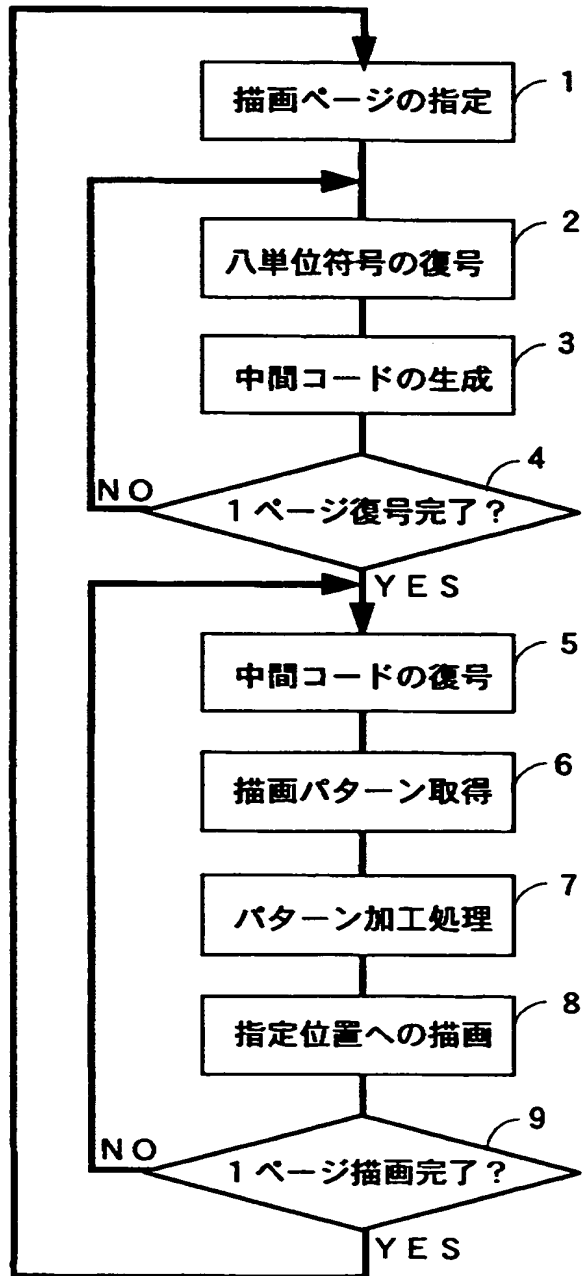 描画ページの指定
1
八単位符号の復号
2
中間コードの生成
3
1ページ復号完了?
4
NO
YES
中間コードの復号
5
描画パターン取得
6
パターン加工処理
7
指定位置への描画
8
1ページ描画完了?
9
NO
YES